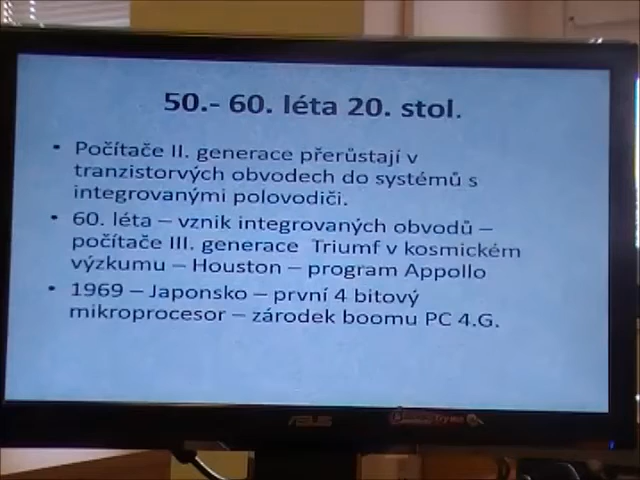 50.- 60. léta 20. stol.
• Počítače II. generace přerůstají v
tranzistorvých obvodech do systémů s
integrovanými polovodiči.
• 60. léta – vznik integrovaných obvodů –
počítače III. generace Triumf v kosmickém
výzkumu – Houston – program Appollo
• 1969 – Japonsko – první 4 bitový
mikroprocesor – zárodek boomu PC 4.G.
ASUS